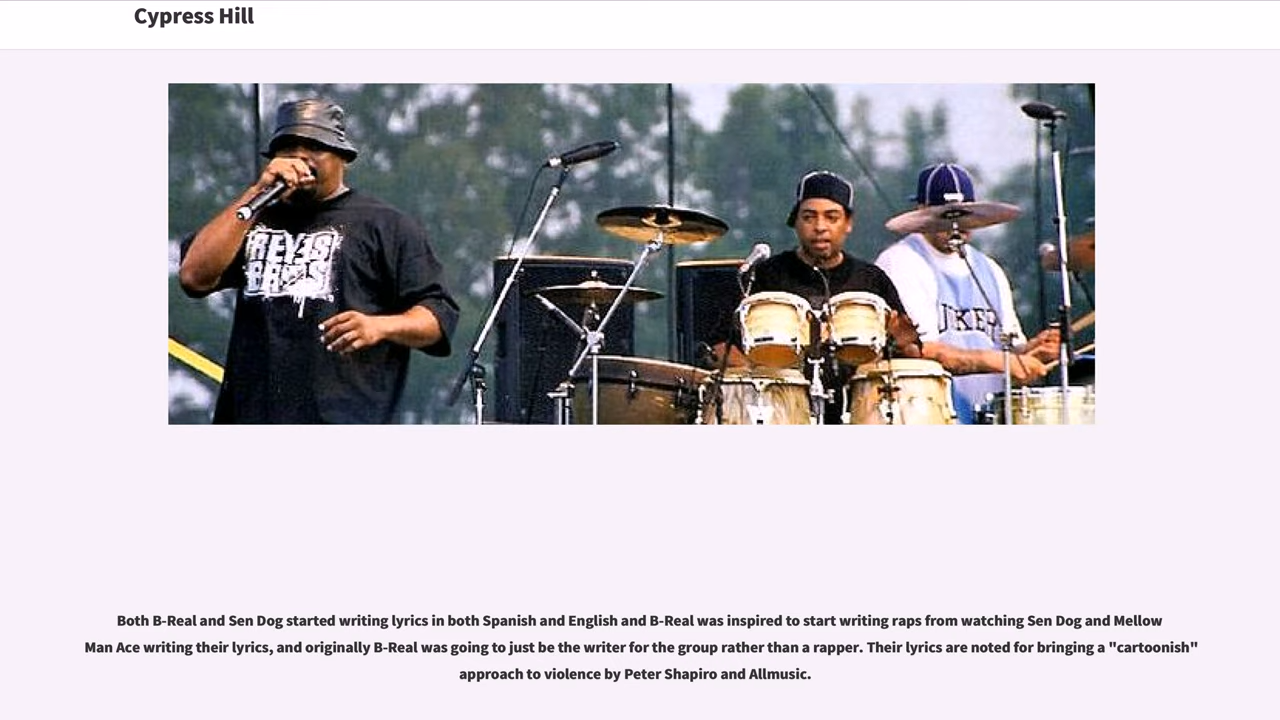 Cypress Hill
REYES
BROS
UKER
Both B-Real and Sen Dog started writing lyrics in both Spanish and English and B-Real was inspired to start writing raps from watching Sen Dog and Mellow
Man Ace writing their lyrics, and originally B-Real was going to just be the writer for the group rather than a rapper. Their lyrics are noted for bringing a "cartoonish"
approach to violence by Peter Shapiro and Allmusic.